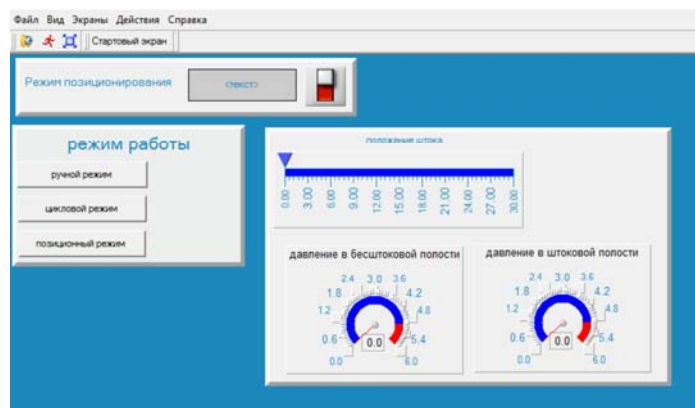 Файл Вид Экраны Действия Справка
Стартовый экран
Режим позиционирования
<текст>
режим работы
ручной режим
цикловой режим
позиционный режим
положение штока
0.00 3.00 6.00 9.00 12.00 15.00 18.00 21.00 24.00 27.00 30.00
давление в бесштоковой полости
0.0 0.6 1.2 1.8 2.4 3.0 3.6 4.2 4.8 5.4 6.0
0.0
давление в штоковой полости
0.0 0.6 1.2 1.8 2.4 3.0 3.6 4.2 4.8 5.4 6.0
0.0